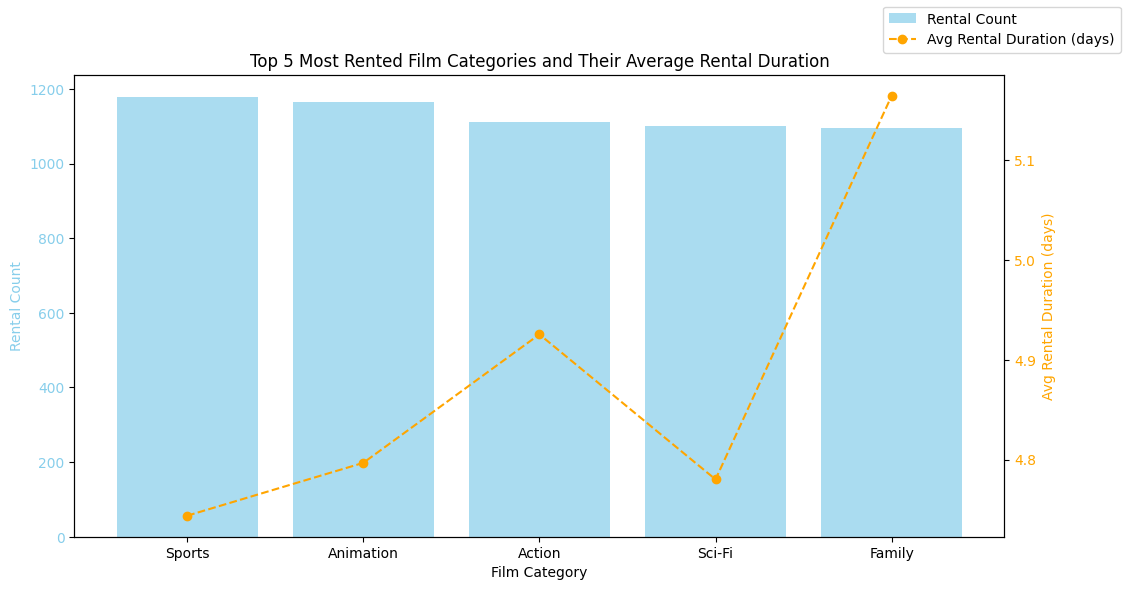 Rental Count
Avg Rental Duration (days)
Top 5 Most Rented Film Categories and Their Average Rental Duration
1200
1000
800
600
400
200
0
Rental Count
5.1
5.0
4.9
4.8
Avg Rental Duration (days)
Sports Animation Action Sci-Fi Family
Film Category